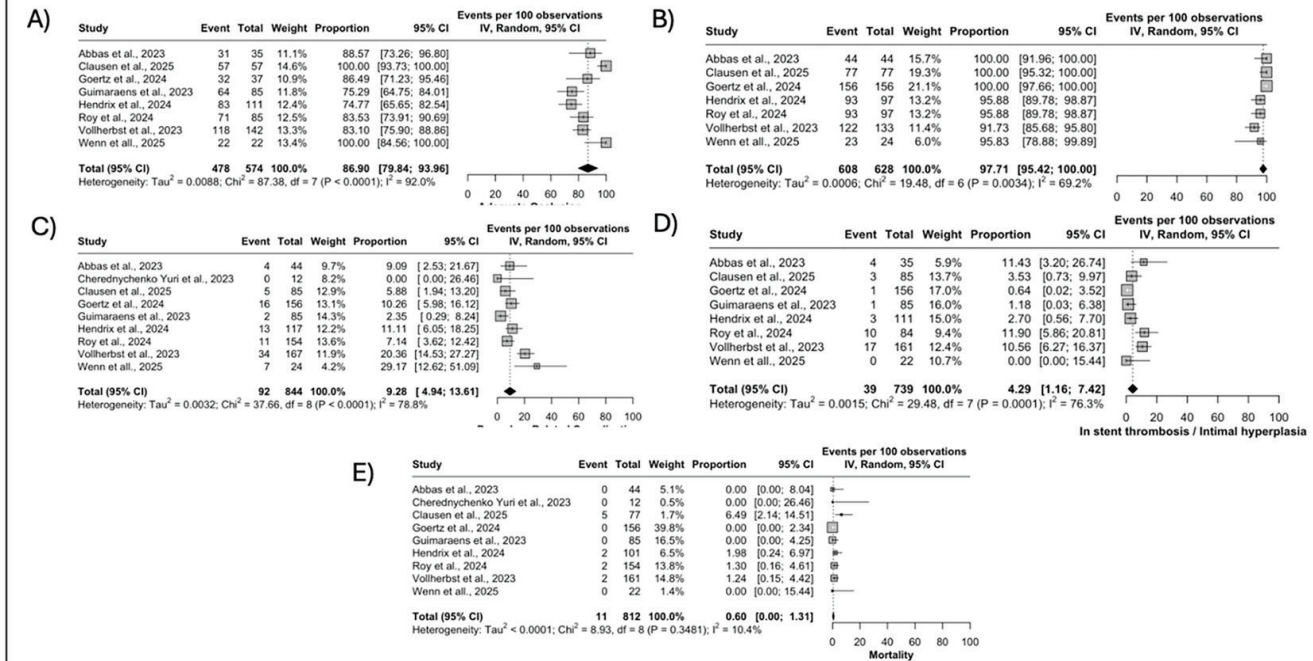 A)
Events per 100 observations
Study Event Total Weight Proportion 95% CI IV, Random, 95% CI
Abbas et al., 2023 31 35 11.1% 88.57 [73.26; 96.80]
Clausen et al., 2025 57 57 14.6% 100.00 [93.73; 100.00]
Goertz et al., 2024 32 37 10.9% 86.49 [71.23; 95.46]
Guimaraens et al., 2023 64 85 11.8% 75.29 [64.75; 84.01]
Hendrix et al., 2024 83 111 12.4% 74.77 [65.65; 82.54]
Roy et al., 2024 71 85 12.5% 83.53 [73.91; 90.69]
Vollherbst et al., 2023 118 142 13.3% 83.10 [75.90; 88.86]
Wenn et al., 2025 22 22 13.4% 100.00 [84.56; 100.00]
Total (95% CI) 478 574 100.0% 86.90 [79.84; 93.96]
Heterogeneity: Tau² = 0.0088; Chi² = 87.38, df = 7 (P < 0.0001); I² = 92.0%
0 20 40 60 80 100
B)
Events per 100 observations
Study Event Total Weight Proportion 95% CI IV, Random, 95% CI
Abbas et al., 2023 44 44 15.7% 100.00 [91.96; 100.00]
Clausen et al., 2025 77 77 19.3% 100.00 [95.32; 100.00]
Goertz et al., 2024 156 156 21.1% 100.00 [97.66; 100.00]
Hendrix et al., 2024 93 97 13.2% 95.88 [89.78; 98.87]
Roy et al., 2024 93 97 13.2% 95.88 [89.78; 98.87]
Vollherbst et al., 2023 122 133 11.4% 91.73 [85.68; 95.80]
Wenn et al., 2025 23 24 6.0% 95.83 [78.88; 99.89]
Total (95% CI) 608 628 100.0% 97.71 [95.42; 100.00]
Heterogeneity: Tau² = 0.0006; Chi² = 19.48, df = 6 (P = 0.0034); I² = 69.2%
0 20 40 60 80 100
C)
Events per 100 observations
Study Event Total Weight Proportion 95% CI IV, Random, 95% CI
Abbas et al., 2023 4 44 9.7% 9.09 [ 2.53; 21.67]
Cherednychenko Yuri et al., 2023 0 12 8.2% 0.00 [ 0.00; 26.46]
Clausen et al., 2025 5 85 12.9% 5.88 [ 1.94; 13.20]
Goertz et al., 2024 16 156 12.8% 10.26 [ 5.98; 16.12]
Guimaraens et al., 2023 2 85 14.3% 2.35 [ 0.29; 8.24]
Hendrix et al., 2024 13 117 12.2% 11.11 [ 6.05; 18.25]
Roy et al., 2024 11 154 13.6% 7.14 [ 3.62; 12.42]
Vollherbst et al., 2023 34 167 11.9% 20.36 [14.53; 27.27]
Wenn et al., 2025 7 24 4.2% 29.17 [12.62; 51.09]
Total (95% CI) 92 844 100.0% 9.28 [ 4.94; 13.61]
Heterogeneity: Tau² = 0.0032; Chi² = 37.66, df = 8 (P < 0.0001); I² = 78.8%
0 20 40 60 80 100
D)
Events per 100 observations
Study Event Total Weight Proportion 95% CI IV, Random, 95% CI
Abbas et al., 2023 4 35 5.9% 11.43 [3.20; 26.74]
Clausen et al., 2025 3 85 13.7% 3.53 [0.73; 9.97]
Goertz et al., 2024 1 156 17.0% 0.64 [0.02; 3.52]
Guimaraens et al., 2023 1 85 16.0% 1.18 [0.03; 6.38]
Hendrix et al., 2024 3 111 15.0% 2.70 [0.56; 7.70]
Roy et al., 2024 10 84 9.4% 11.90 [5.86; 20.81]
Vollherbst et al., 2023 17 161 12.4% 10.56 [6.27; 16.37]
Wenn et all., 2025 0 22 10.7% 0.00 [0.00; 15.44]
Total (95% CI) 39 739 100.0% 4.29 [1.16; 7.42]
Heterogeneity: Tau² = 0.0015; Chi² = 29.48, df = 7 (P = 0.0001); I² = 76.3%
0 20 40 60 80 100
In stent thrombosis / Intimal hyperplasia
E)
Events per 100 observations
Study Event Total Weight Proportion 95% CI IV, Random, 95% CI
Abbas et al., 2023 0 44 5.1% 0.00 [0.00; 8.04]
Cherednychenko Yuri et al., 2023 0 12 0.5% 0.00 [0.00; 26.46]
Clausen et al., 2025 5 77 1.7% 6.49 [2.14; 14.51]
Goertz et al., 2024 0 156 39.8% 0.00 [0.00; 2.34]
Guimaraens et al., 2023 0 85 16.5% 0.00 [0.00; 4.25]
Hendrix et al., 2024 2 101 6.5% 1.98 [0.24; 6.97]
Roy et al., 2024 2 154 13.8% 1.30 [0.16; 4.61]
Vollherbst et al., 2023 2 161 14.8% 1.24 [0.15; 4.42]
Wenn et al., 2025 0 22 1.4% 0.00 [0.00; 15.44]
Total (95% CI) 11 812 100.0% 0.60 [0.00; 1.31]
Heterogeneity: Tau² < 0.0001; Chi² = 8.93, df = 8 (P = 0.3481); I² = 10.4%
0 20 40 60 80 100
Mortality